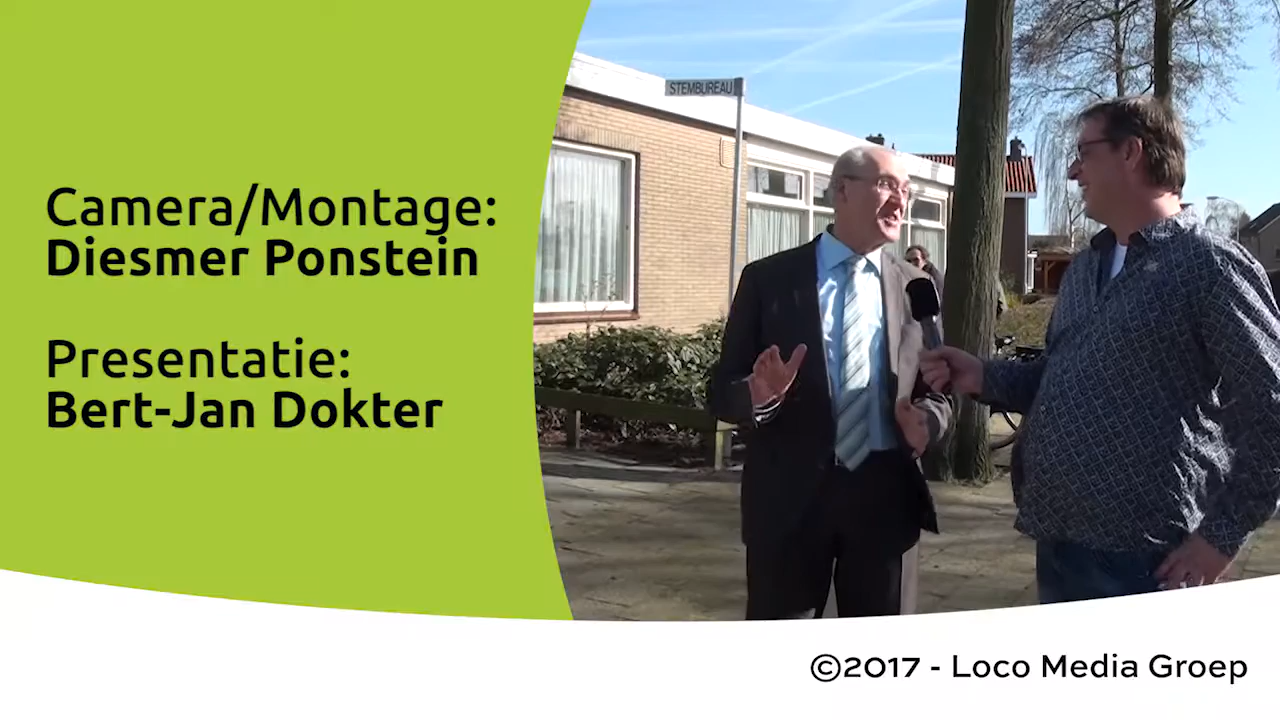 Camera/Montage:
Diesmer Ponstein
Presentatie:
Bert-Jan Dokter
STEMBUREAU
©2017 - Loco Media Groep